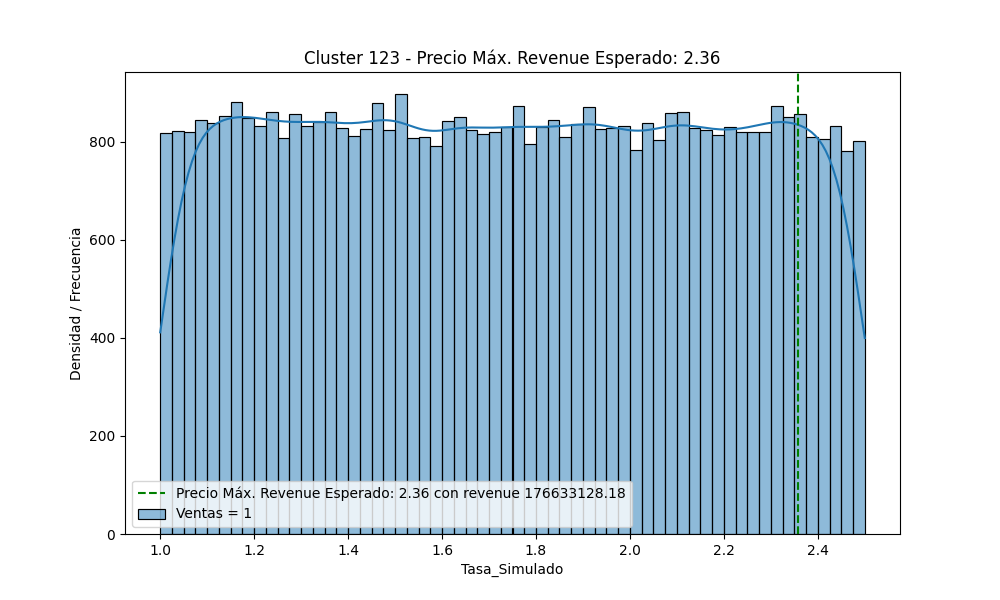 Cluster 123 - Precio Máx. Revenue Esperado: 2.36
Densidad / Frecuencia
800
600
400
200
0
Precio Máx. Revenue Esperado: 2.36 con revenue 176633128.18
Ventas = 1
1.0 1.2 1.4 1.6 1.8 2.0 2.2 2.4
Tasa_Simulado